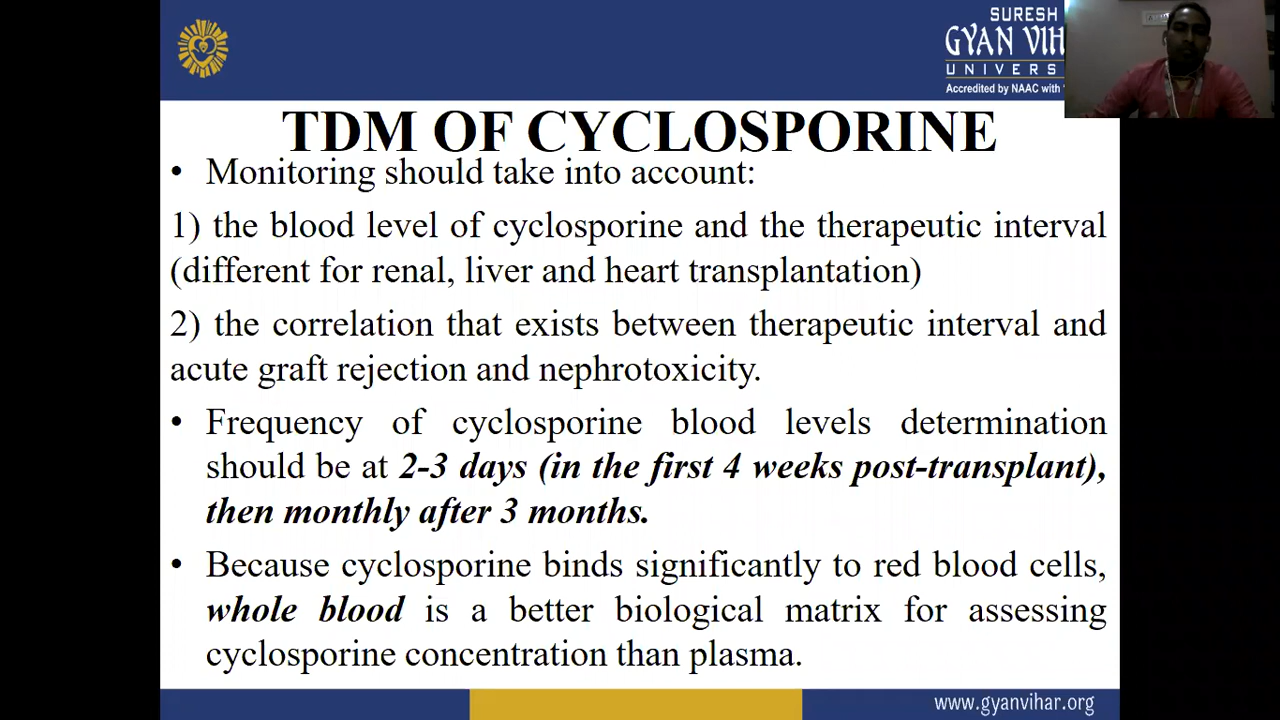 SURESH
GYAN VIH
UNIVERS
Accredited by NAAC with
TDM OF CYCLOSPORINE
• Monitoring should take into account:
1) the blood level of cyclosporine and the therapeutic interval
(different for renal, liver and heart transplantation)
2) the correlation that exists between therapeutic interval and
acute graft rejection and nephrotoxicity.
• Frequency of cyclosporine blood levels determination
should be at 2-3 days (in the first 4 weeks post-transplant),
then monthly after 3 months.
• Because cyclosporine binds significantly to red blood cells,
whole blood is a better biological matrix for assessing
cyclosporine concentration than plasma.
www.gyanvihar.org